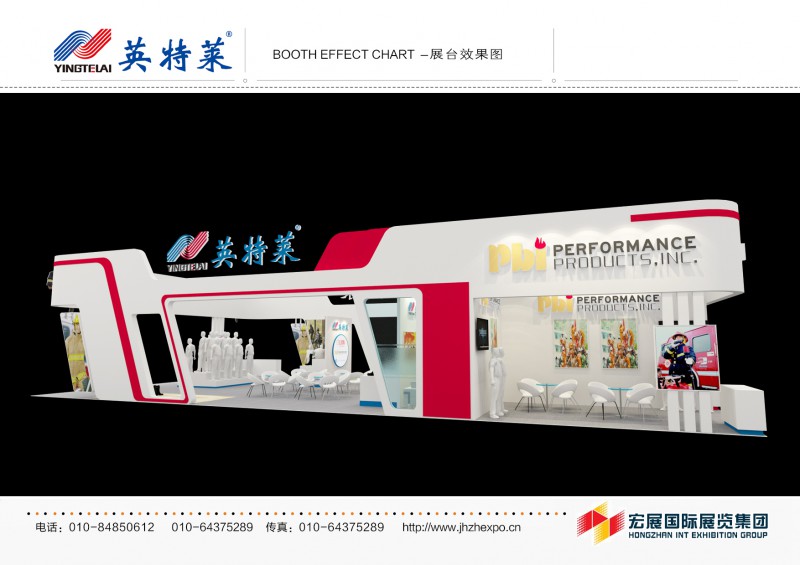 YINGTELAI 英特莱®
BOOTH EFFECT CHART –展台效果图
YINGTELAI 英特莱
pbi PERFORMANCE
PRODUCTS, INC.
pbi PERFORMANCE
PRODUCTS, INC.
电话：010-84850612 010-64375289 传真：010-64375289 http://www.jhzhexpo.cn
宏展国际展览集团
HONGZHAN INT EXHIBITION GROUP